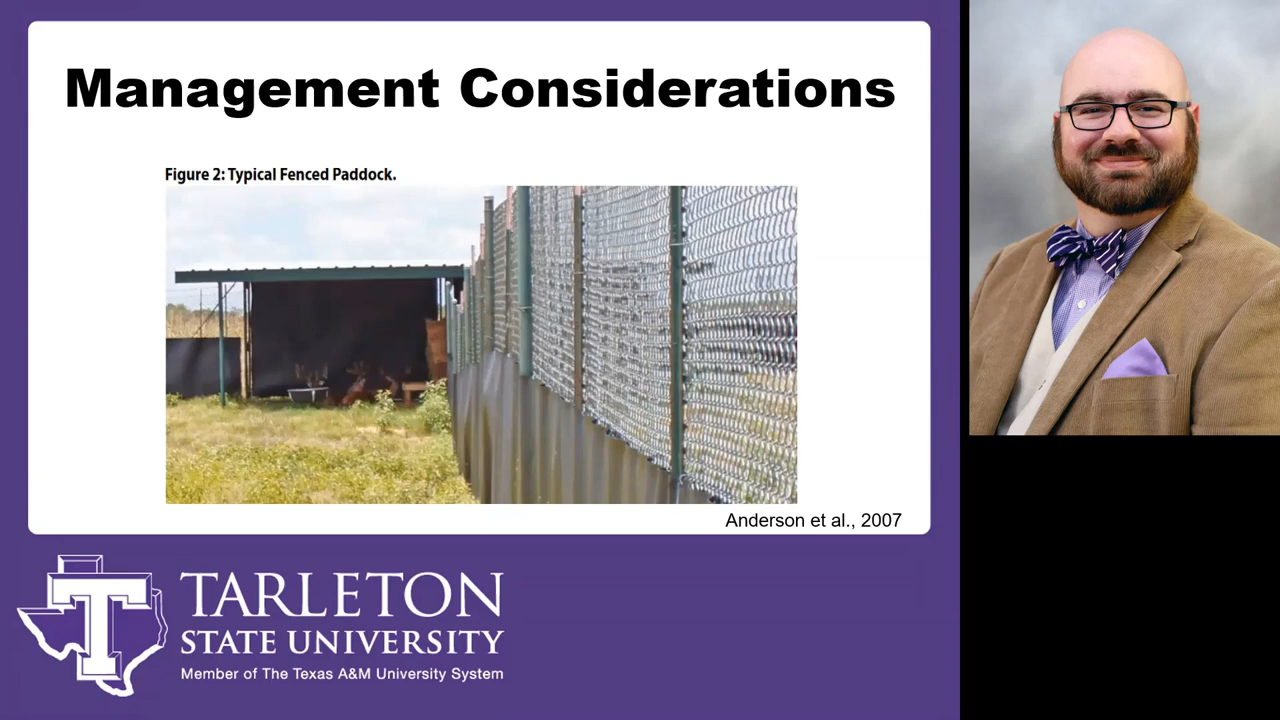 Management Considerations
Figure 2: Typical Fenced Paddock.
Anderson et al., 2007
T
TARLETON
STATE UNIVERSITY
Member of The Texas A&M University System